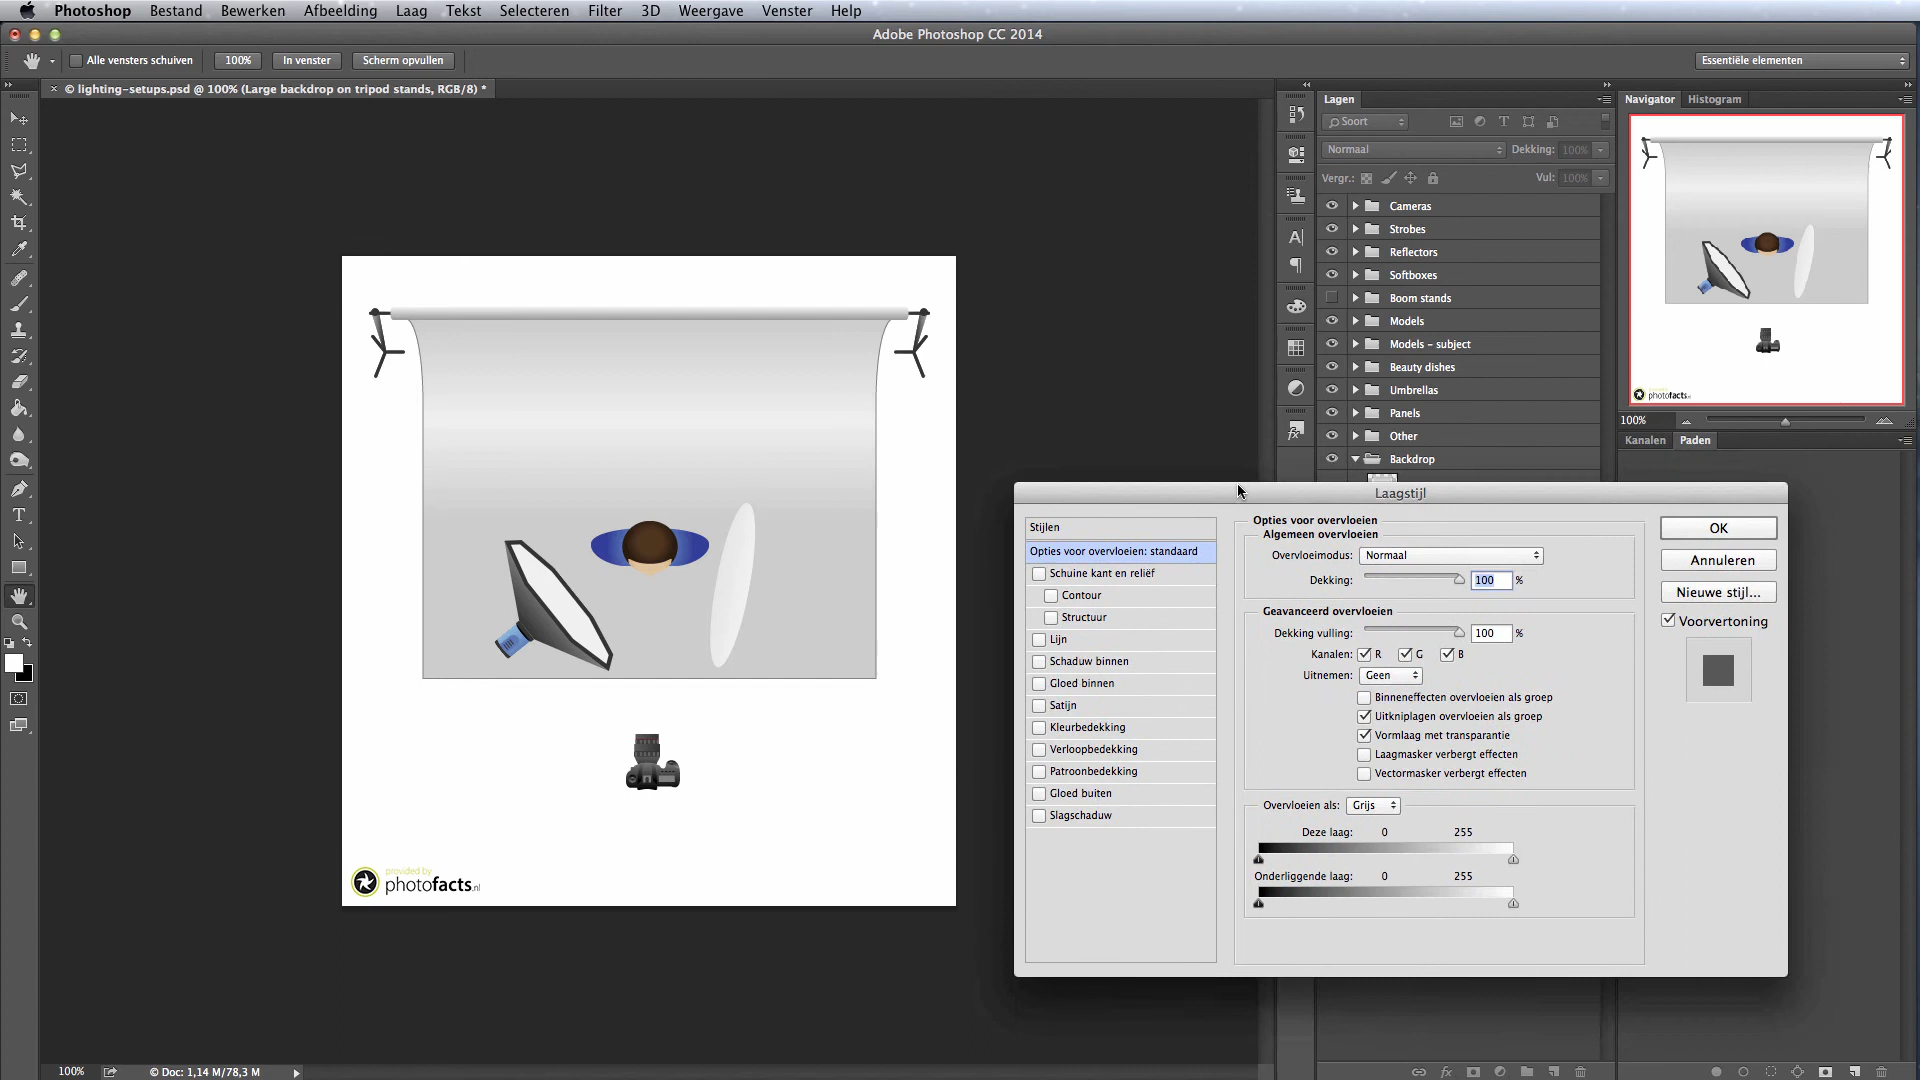 Photoshop Bestand Bewerken Afbeelding Laag Tekst Selecteren Filter 3D Weergave Venster Help
Adobe Photoshop CC 2014
Alle vensters schuiven 100% In venster Scherm opvullen Essentiële elementen
× © lighting-setups.psd @ 100% (Large backdrop on tripod stands, RGB/8) *
Lagen
Navigator Histogram
Soort
Normaal Dekking: 100%
Vergr.: Vul: 100%
Cameras
Strobes
Reflectors
Softboxes
Boom stands
Models
Models - subject
Beauty dishes
Umbrellas
Panels
Other
Backdrop
provided by
photofacts.nl
100%
Kanalen Paden
Laagstijl
Stijlen
Opties voor overvloeien: standaard
Schuine kant en reliëf
Contour
Structuur
Lijn
Schaduw binnen
Gloed binnen
Satijn
Kleurbedekking
Verloopbedekking
Patroonbedekking
Gloed buiten
Slagschaduw
Opties voor overvloeien
Algemeen overvloeien
Overvloeimodus: Normaal
Dekking: 100 %
Geavanceerd overvloeien
Dekking vulling: 100 %
Kanalen: R G B
Uitnemen: Geen
Binneneffecten overvloeien als groep
Uitkniplagen overvloeien als groep
Vormlaag met transparantie
Laagmasker verbergt effecten
Vectormasker verbergt effecten
Overvloeien als: Grijs
Deze laag: 0 255
Onderliggende laag: 0 255
OK
Annuleren
Nieuwe stijl...
Voorvertoning
provided by
photofacts.nl
100% © Doc: 1,14 M/78,3 M